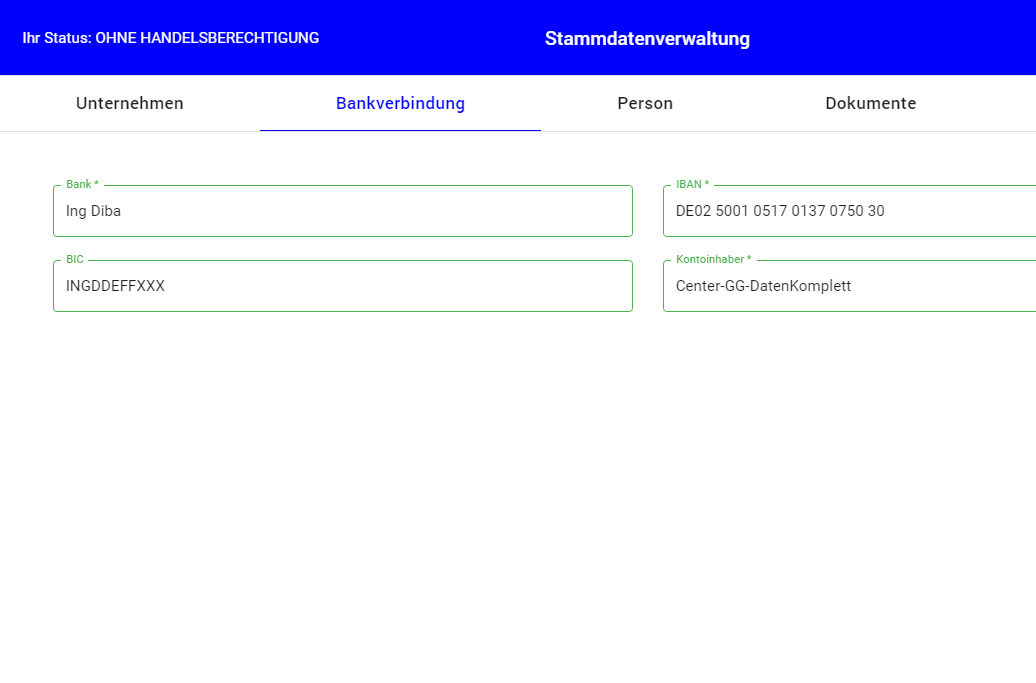 Ihr Status: OHNE HANDELSBERECHTIGUNG
Stammdatenverwaltung
Unternehmen
Bankverbindung
Person
Dokumente
Bank *
Ing Diba
IBAN *
DE02 5001 0517 0137 0750 30
BIC
INGDDEFFXXX
Kontoinhaber *
Center-GG-DatenKomplett